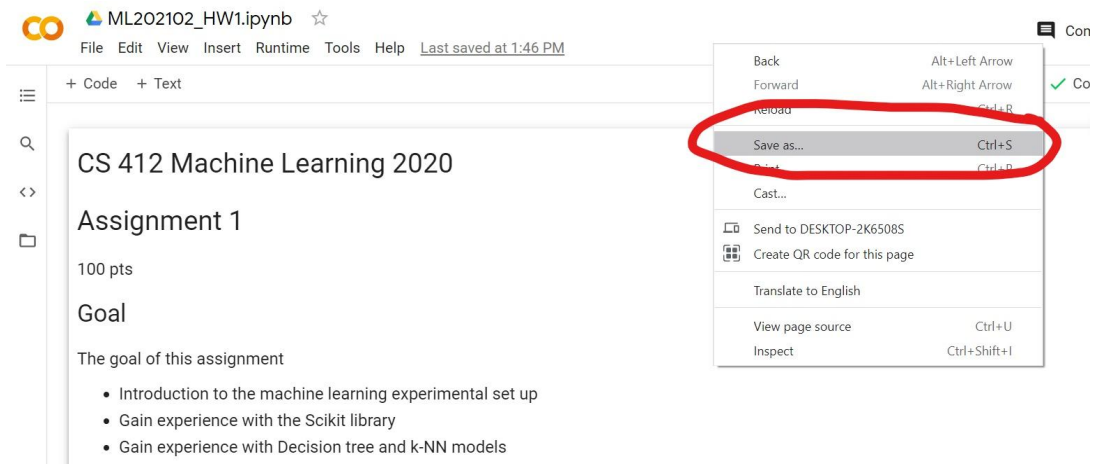 ML202102_HW1.ipynb
File Edit View Insert Runtime Tools Help Last saved at 1:46 PM
+ Code + Text
CS 412 Machine Learning 2020
Assignment 1
100 pts
Goal
The goal of this assignment
• Introduction to the machine learning experimental set up
• Gain experience with the Scikit library
• Gain experience with Decision tree and k-NN models
Back Alt+Left Arrow
Forward Alt+Right Arrow
Reload Ctrl+R
Save as... Ctrl+S
Print... Ctrl+P
Cast...
Send to DESKTOP-2K6508S
Create QR code for this page
Translate to English
View page source Ctrl+U
Inspect Ctrl+Shift+I